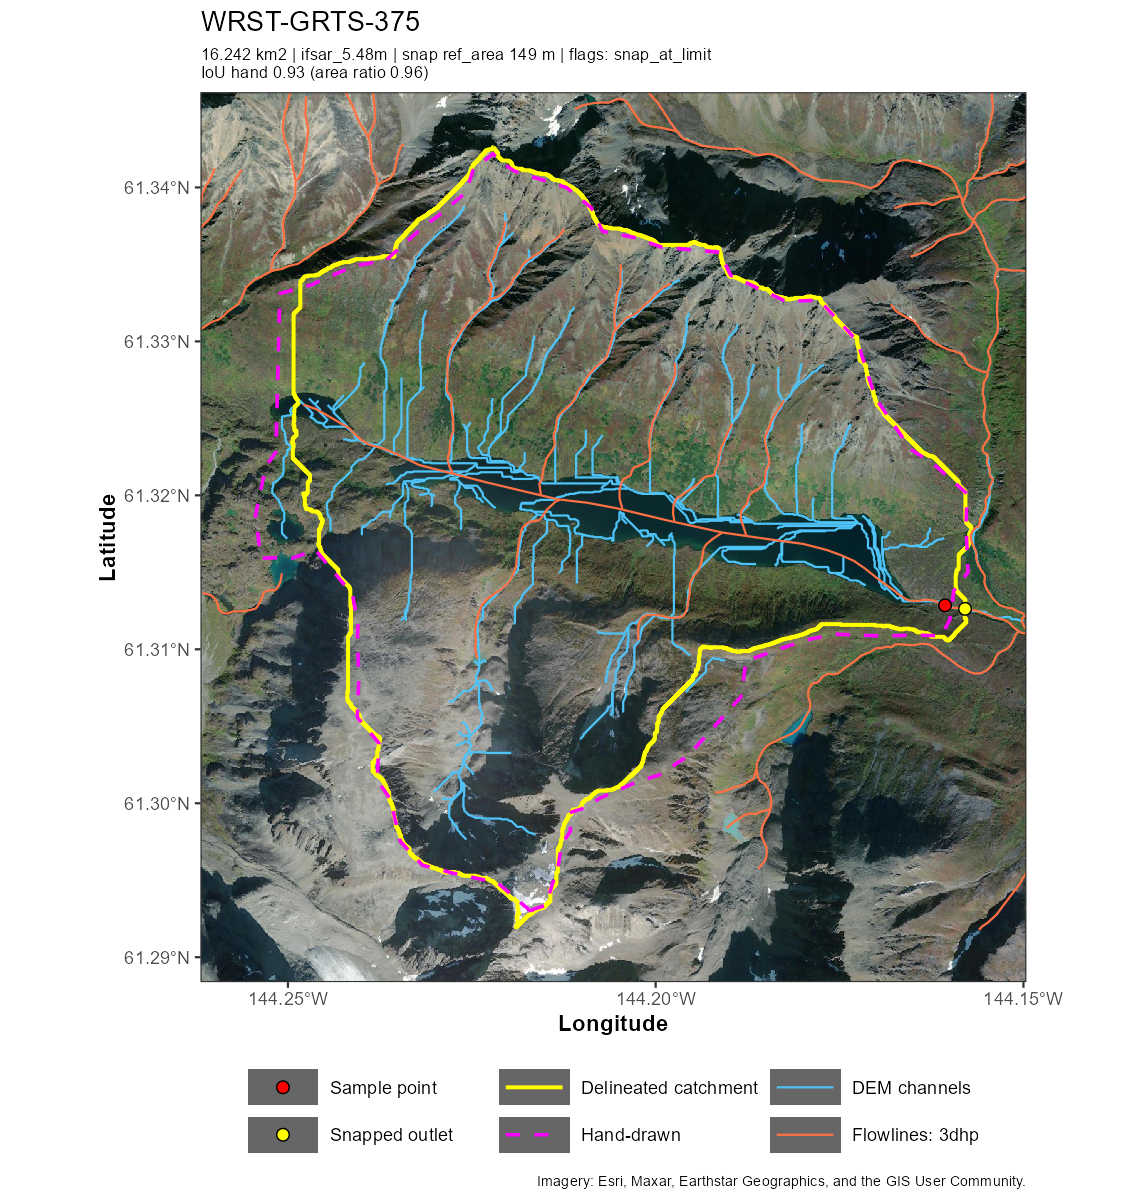 WRST-GRTS-375
16.242 km2 | ifsar_5.48m | snap ref_area 149 m | flags: snap_at_limit
IoU hand 0.93 (area ratio 0.96)
61.34°N
61.33°N
61.32°N
61.31°N
61.30°N
61.29°N
Latitude
144.25°W 144.20°W 144.15°W
Longitude
Sample point Delineated catchment DEM channels
Snapped outlet Hand-drawn Flowlines: 3dhp
Imagery: Esri, Maxar, Earthstar Geographics, and the GIS User Community.